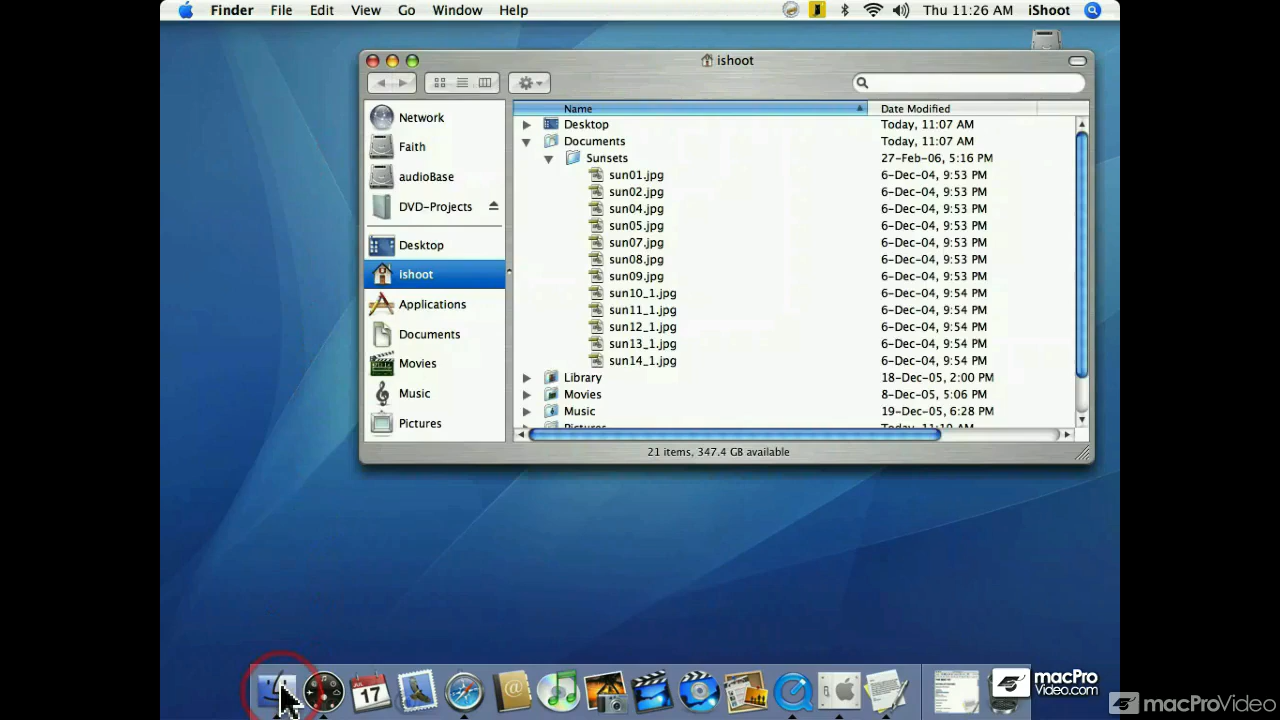 Finder File Edit View Go Window Help Thu 11:26 AM iShoot
ishoot
Name Date Modified
Network
Faith
audioBase
DVD-Projects
Desktop
ishoot
Applications
Documents
Movies
Music
Pictures
Desktop Today, 11:07 AM
Documents Today, 11:07 AM
Sunsets 27-Feb-06, 5:16 PM
sun01.jpg 6-Dec-04, 9:53 PM
sun02.jpg 6-Dec-04, 9:53 PM
sun04.jpg 6-Dec-04, 9:53 PM
sun05.jpg 6-Dec-04, 9:53 PM
sun07.jpg 6-Dec-04, 9:53 PM
sun08.jpg 6-Dec-04, 9:53 PM
sun09.jpg 6-Dec-04, 9:53 PM
sun10_1.jpg 6-Dec-04, 9:54 PM
sun11_1.jpg 6-Dec-04, 9:54 PM
sun12_1.jpg 6-Dec-04, 9:54 PM
sun13_1.jpg 6-Dec-04, 9:54 PM
sun14_1.jpg 6-Dec-04, 9:54 PM
Library 18-Dec-05, 2:00 PM
Movies 8-Dec-05, 5:06 PM
Music 19-Dec-05, 6:28 PM
Pictures Today, 11:10 AM
21 items, 347.4 GB available
JUL
17
macPro
Video.com
macProVideo